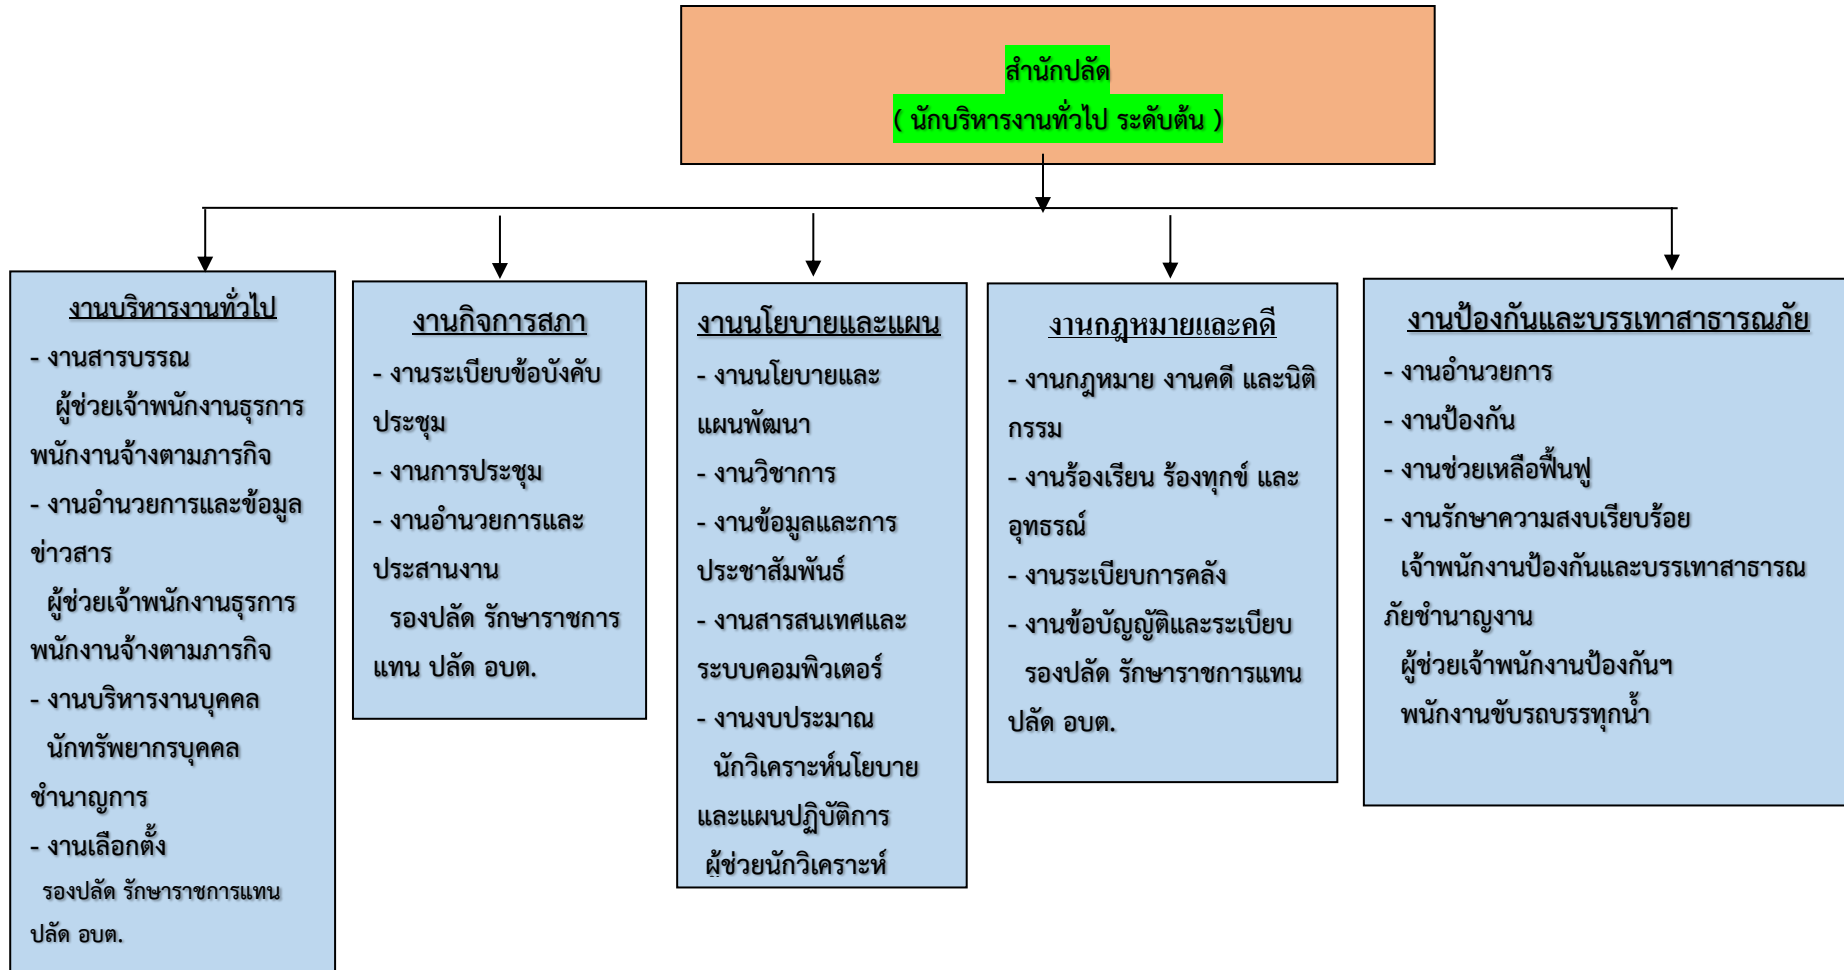 สำนักปลัด
( นักบริหารงานทั่วไป ระดับต้น )
งานบริหารงานทั่วไป
- งานสารบรรณ
ผู้ช่วยเจ้าพนักงานธุรการ
พนักงานจ้างตามภารกิจ
- งานอำนวยการและข้อมูล
ข่าวสาร
ผู้ช่วยเจ้าพนักงานธุรการ
พนักงานจ้างตามภารกิจ
- งานบริหารงานบุคคล
นักทรัพยากรบุคคล
ชำนาญการ
- งานเลือกตั้ง
รองปลัด รักษาราชการแทน
ปลัด อบต.
งานกิจการสภา
- งานระเบียบข้อบังคับ
ประชุม
- งานการประชุม
- งานอำนวยการและ
ประสานงาน
รองปลัด รักษาราชการ
แทน ปลัด อบต.
งานนโยบายและแผน
- งานนโยบายและ
แผนพัฒนา
- งานวิชาการ
- งานข้อมูลและการ
ประชาสัมพันธ์
- งานสารสนเทศและ
ระบบคอมพิวเตอร์
- งานงบประมาณ
นักวิเคราะห์นโยบาย
และแผนปฏิบัติการ
ผู้ช่วยนักวิเคราะห์
งานกฎหมายและคดี
- งานกฎหมาย งานคดี และนิติ
กรรม
- งานร้องเรียน ร้องทุกข์ และ
อุทธรณ์
- งานระเบียบการคลัง
- งานข้อบัญญัติและระเบียบ
รองปลัด รักษาราชการแทน
ปลัด อบต.
งานป้องกันและบรรเทาสาธารณภัย
- งานอำนวยการ
- งานป้องกัน
- งานช่วยเหลือฟื้นฟู
- งานรักษาความสงบเรียบร้อย
เจ้าพนักงานป้องกันและบรรเทาสาธารณ
ภัยชำนาญงาน
ผู้ช่วยเจ้าพนักงานป้องกันฯ
พนักงานขับรถบรรทุกน้ำ